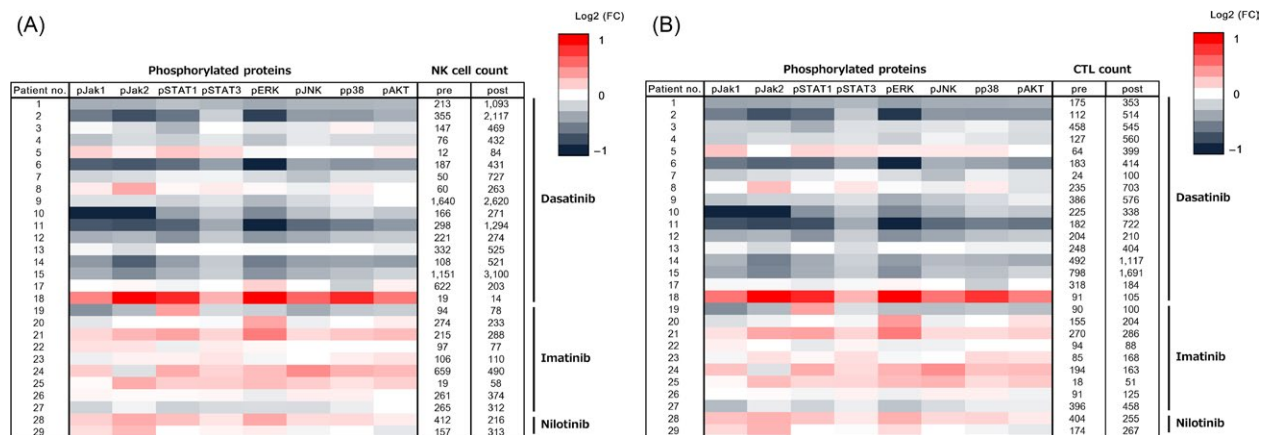 (A)
Log2 (FC)
1
0
−1
Phosphorylated proteins NK cell count
Patient no. pJak1 pJak2 pSTAT1 pSTAT3 pERK pJNK pp38 pAKT pre post
1 213 1,093
2 355 2,117
3 147 469
4 76 432
5 12 84
6 187 431
7 50 727
8 60 263
9 1,640 2,620
10 166 271
11 298 1,294
12 221 274
13 332 525
14 108 521
15 1,151 3,100
17 622 203
18 19 14
19 94 78
20 274 233
21 215 288
22 97 77
23 106 110
24 659 490
25 19 58
26 261 374
27 265 312
28 412 216
29 157 313
Dasatinib
Imatinib
Nilotinib
(B)
Log2 (FC)
1
0
−1
Phosphorylated proteins CTL count
Patient no. pJak1 pJak2 pSTAT1 pSTAT3 pERK pJNK pp38 pAKT pre post
1 175 353
2 112 514
3 458 545
4 127 560
5 64 399
6 183 414
7 24 100
8 235 703
9 386 576
10 225 338
11 182 722
12 204 210
13 248 404
14 492 1,117
15 798 1,691
17 318 184
18 91 105
19 90 100
20 155 204
21 270 286
22 94 88
23 85 168
24 194 163
25 18 51
26 91 125
27 396 458
28 404 255
29 174 267
Dasatinib
Imatinib
Nilotinib